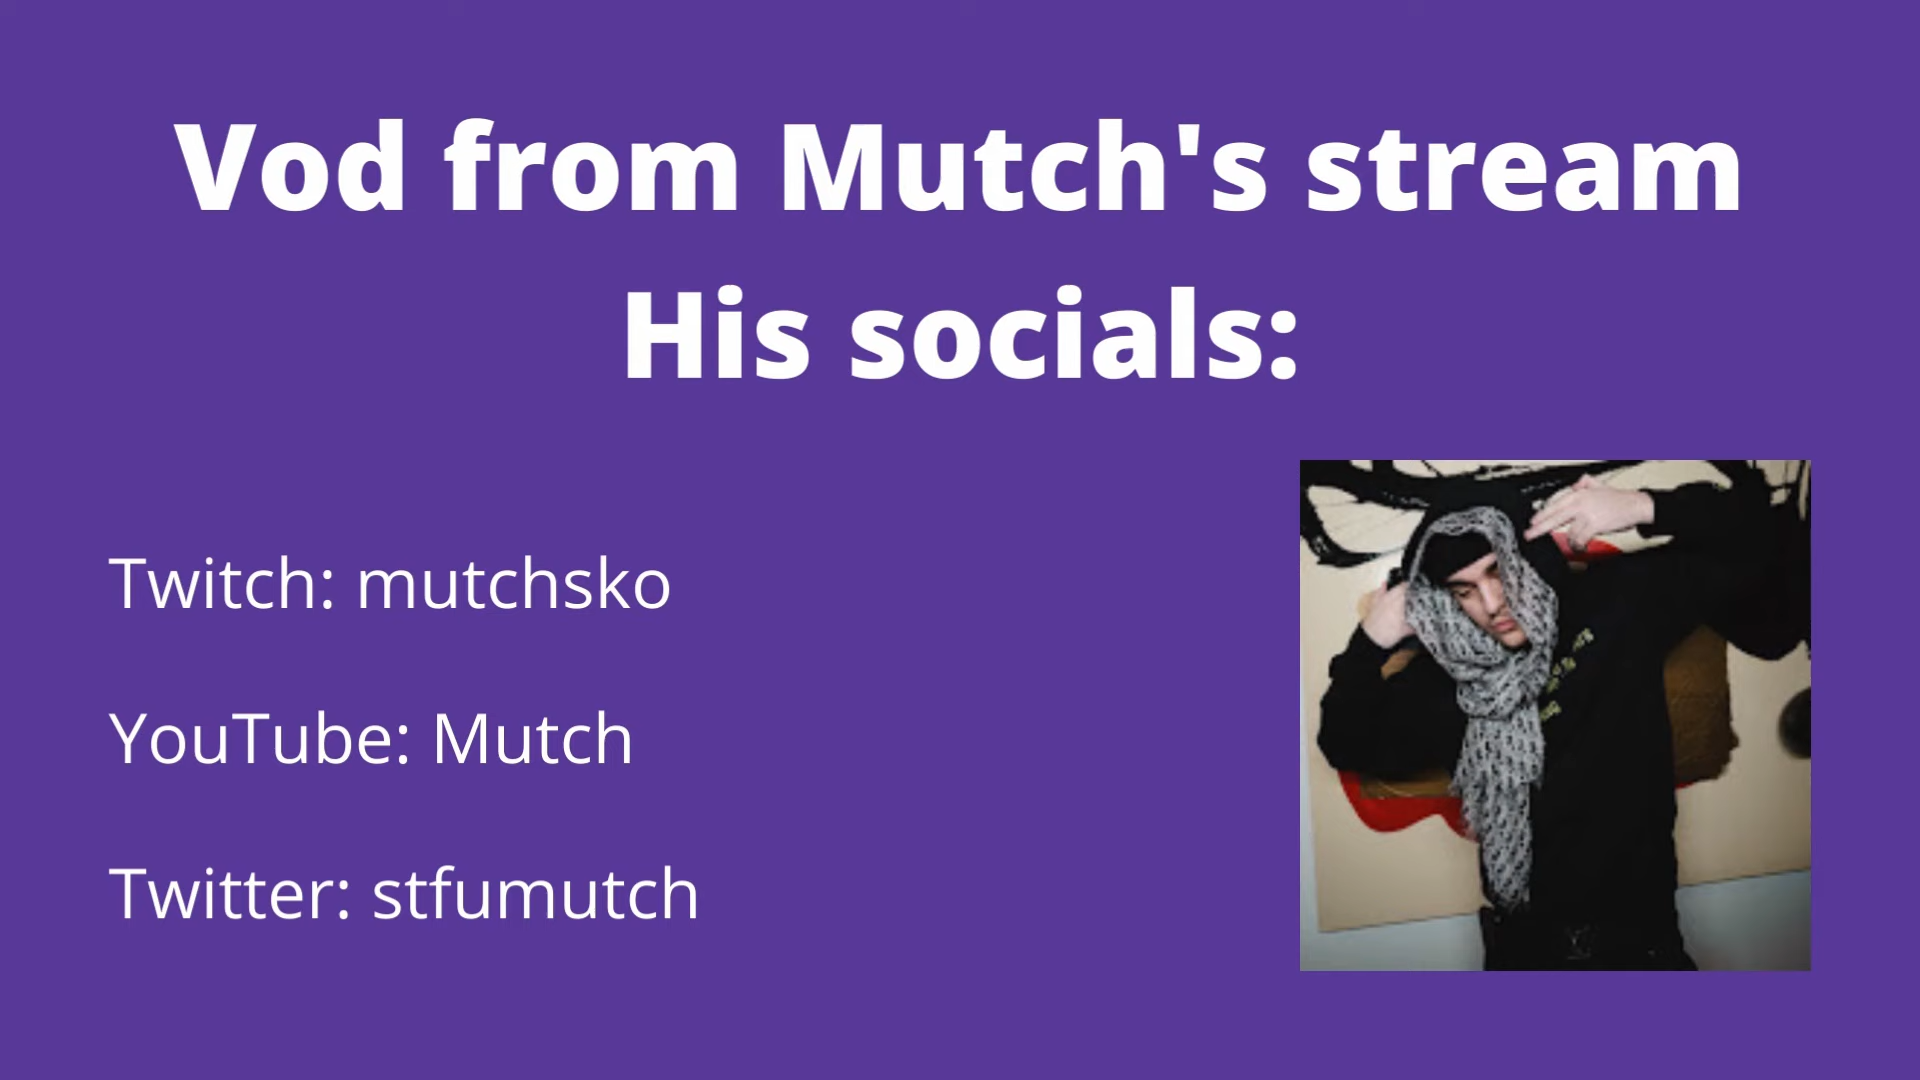 Vod from Mutch's stream
His socials:
Twitch: mutchsko
YouTube: Mutch
Twitter: stfumutch